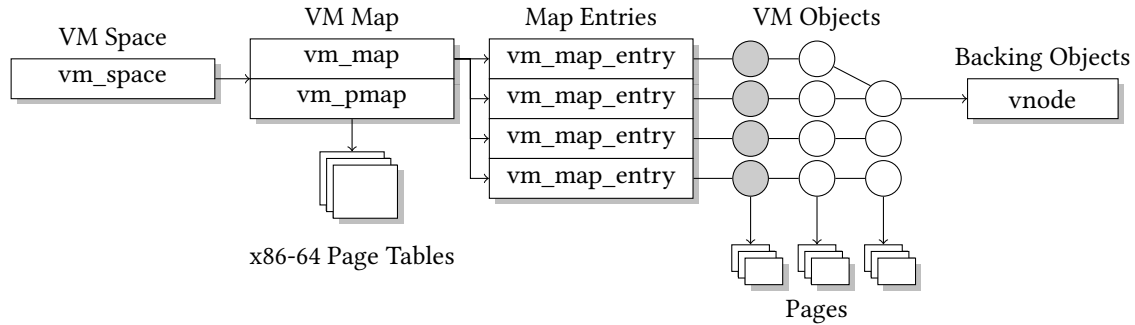 VM Space
vm_space
VM Map
vm_map
vm_pmap
x86-64 Page Tables
Map Entries
vm_map_entry
vm_map_entry
vm_map_entry
vm_map_entry
VM Objects
Pages
Backing Objects
vnode